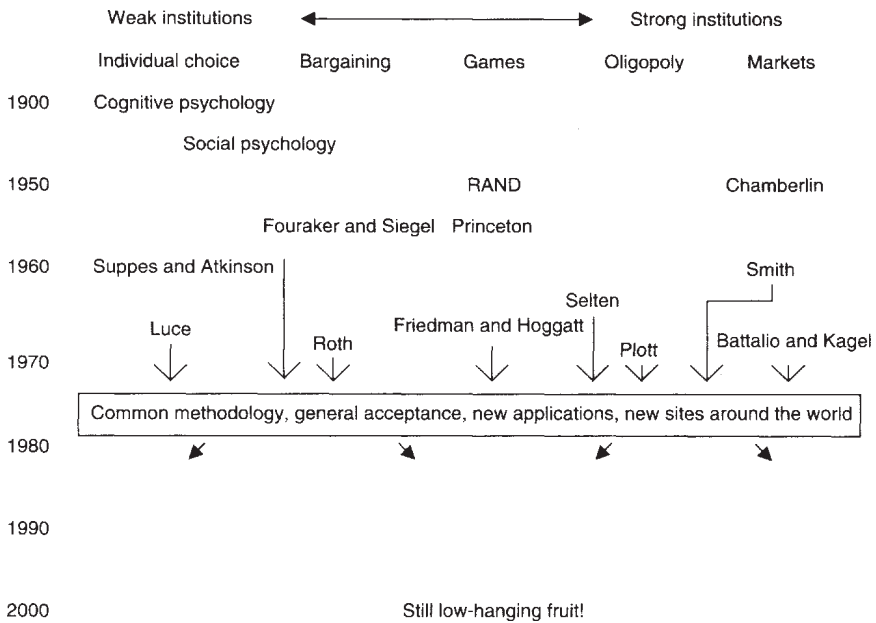 Weak institutions Strong institutions
Individual choice Bargaining Games Oligopoly Markets
1900 Cognitive psychology
Social psychology
1950 RAND Chamberlin
Fouraker and Siegel Princeton
1960 Suppes and Atkinson Smith
Selten
Luce Friedman and Hoggatt
Roth Plott Battalio and Kagel
1970
Common methodology, general acceptance, new applications, new sites around the world
1980
1990
2000 Still low-hanging fruit!